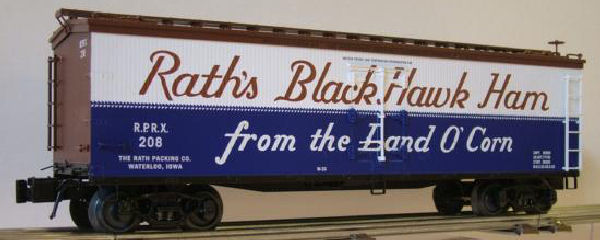 Rath's Black Hawk Ham
from the Land O'Corn
R.P.R.X.
208
THE RATH PACKING CO.
WATERLOO, IOWA